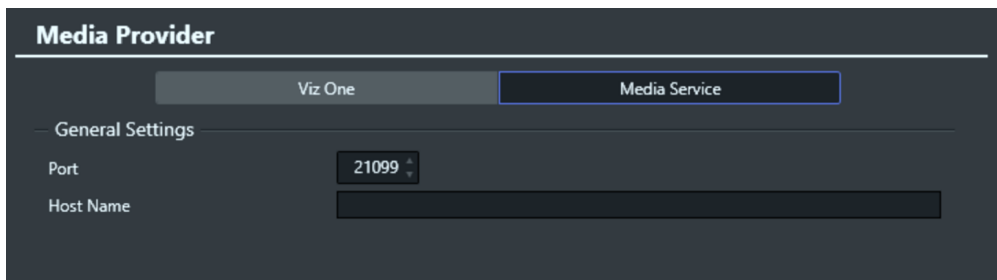 Media Provider
Viz One Media Service
General Settings
Port 21099
Host Name